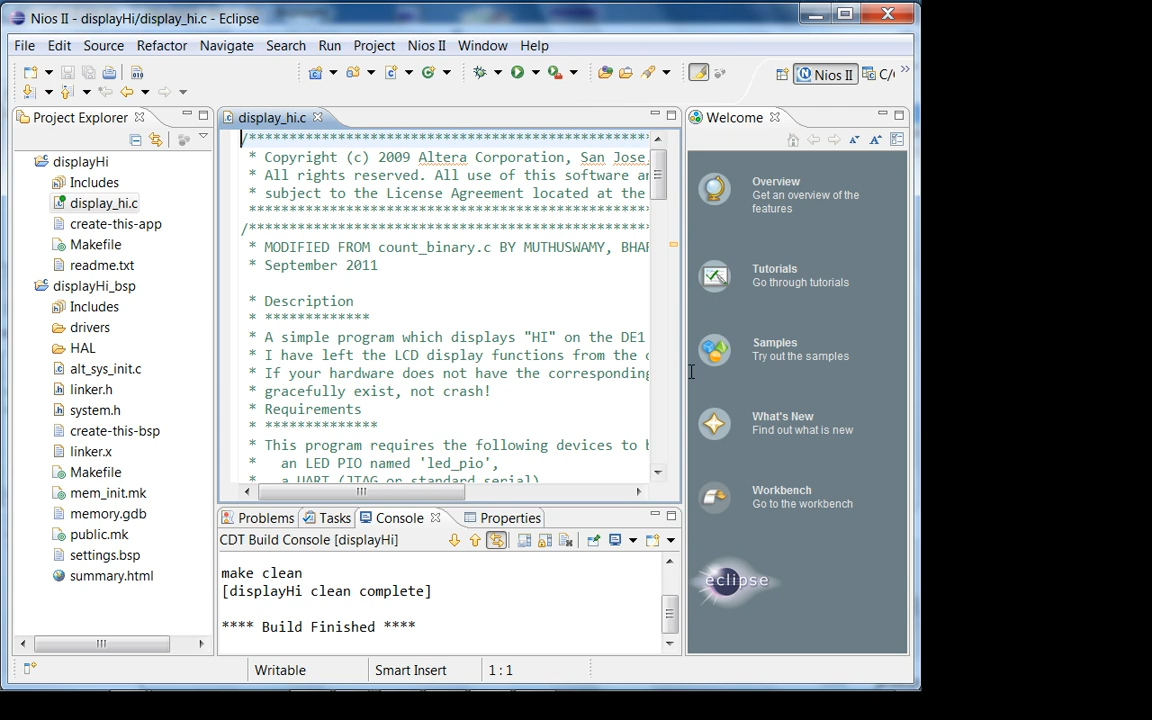 Nios II - displayHi/display_hi.c - Eclipse
File Edit Source Refactor Navigate Search Run Project Nios II Window Help
Nios II C/
Project Explorer
displayHi
Includes
display_hi.c
create-this-app
Makefile
readme.txt
displayHi_bsp
Includes
drivers
HAL
alt_sys_init.c
linker.h
system.h
create-this-bsp
linker.x
Makefile
mem_init.mk
memory.gdb
public.mk
settings.bsp
summary.html
display_hi.c
/*****************************************
* Copyright (c) 2009 Altera Corporation, San Jose,
* All rights reserved. All use of this software an
* subject to the License Agreement located at the
******************************************
/*****************************************
* MODIFIED FROM count_binary.c BY MUTHUSWAMY, BHAR
* September 2011
* Description
* *************
* A simple program which displays "HI" on the DE1
* I have left the LCD display functions from the
* If your hardware does not have the corresponding
* gracefully exist, not crash!
* Requirements
* **************
* This program requires the following devices to b
* an LED PIO named 'led_pio',
* a UART (JTAG or standard serial)
Problems Tasks Console Properties
CDT Build Console [displayHi]
make clean
[displayHi clean complete]
**** Build Finished ****
Welcome
Overview
Get an overview of the
features
Tutorials
Go through tutorials
Samples
Try out the samples
What's New
Find out what is new
Workbench
Go to the workbench
eclipse
Writable Smart Insert 1 : 1